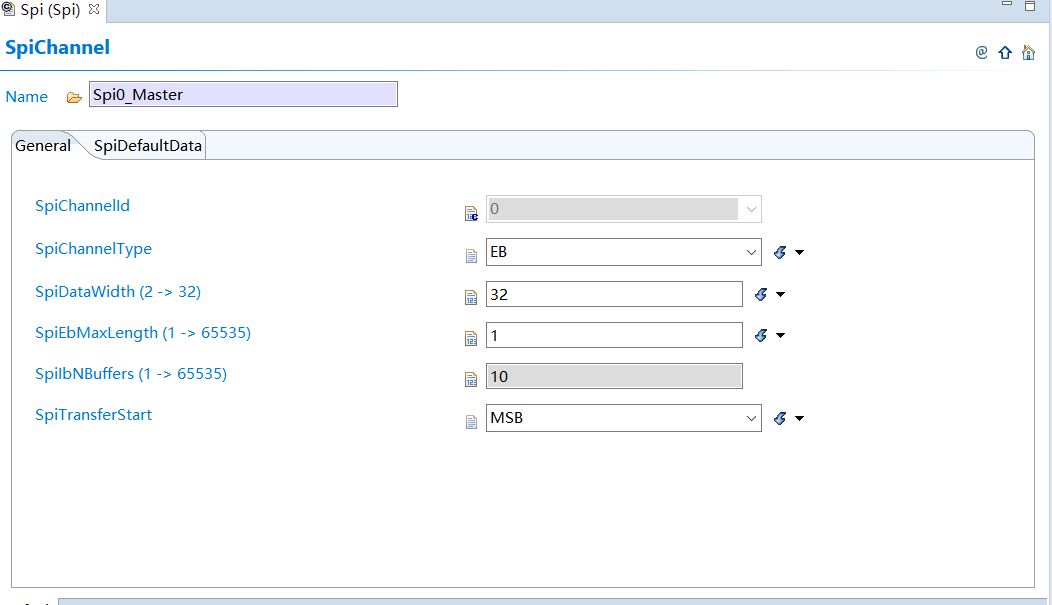 Spi (Spi)
SpiChannel
Name Spi0_Master
General SpiDefaultData
SpiChannelId 0
SpiChannelType EB
SpiDataWidth (2 -> 32) 32
SpiEbMaxLength (1 -> 65535) 1
SpiIbNBuffers (1 -> 65535) 10
SpiTransferStart MSB